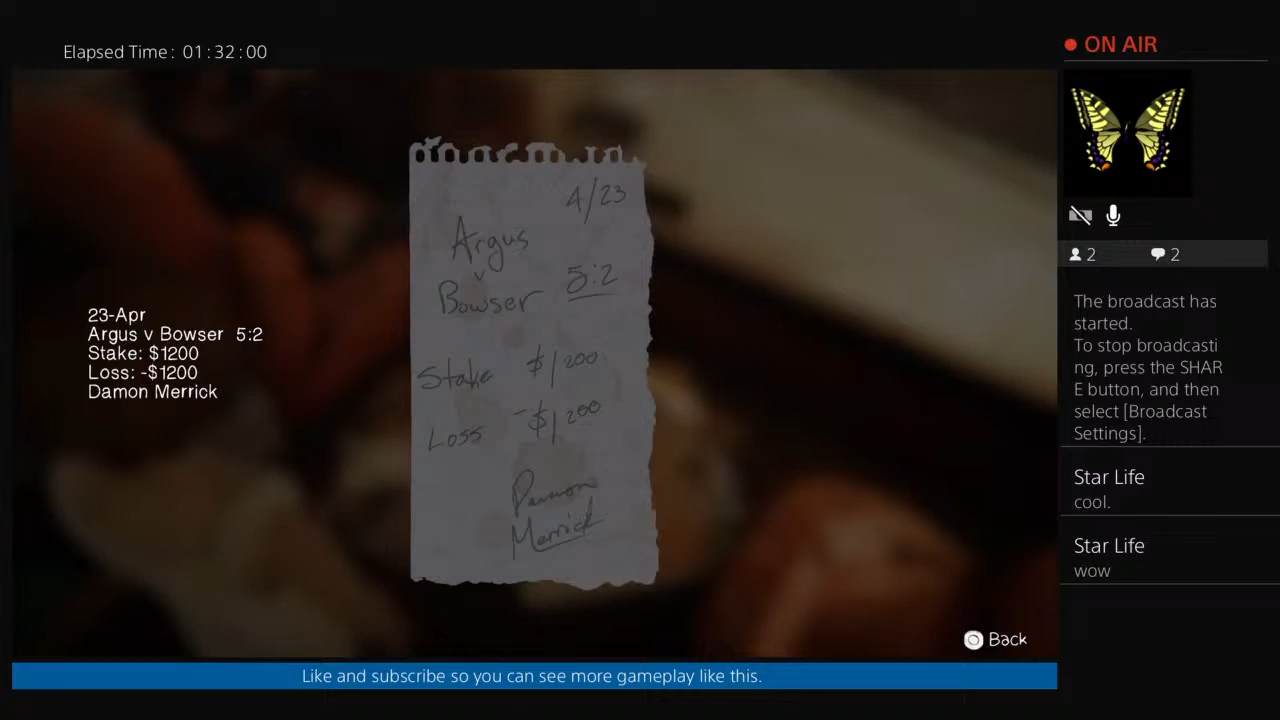 Elapsed Time: 01:32:00
ON AIR
4/23
Argus
v
Bowser 5:2
Stake $1200
Loss -$1200
Damon
Merrick
23-Apr
Argus v Bowser 5:2
Stake: $1200
Loss: -$1200
Damon Merrick
Back
Like and subscribe so you can see more gameplay like this.
2 2
The broadcast has
started.
To stop broadcasti
ng, press the SHAR
E button, and then
select [Broadcast
Settings].
Star Life
cool.
Star Life
wow